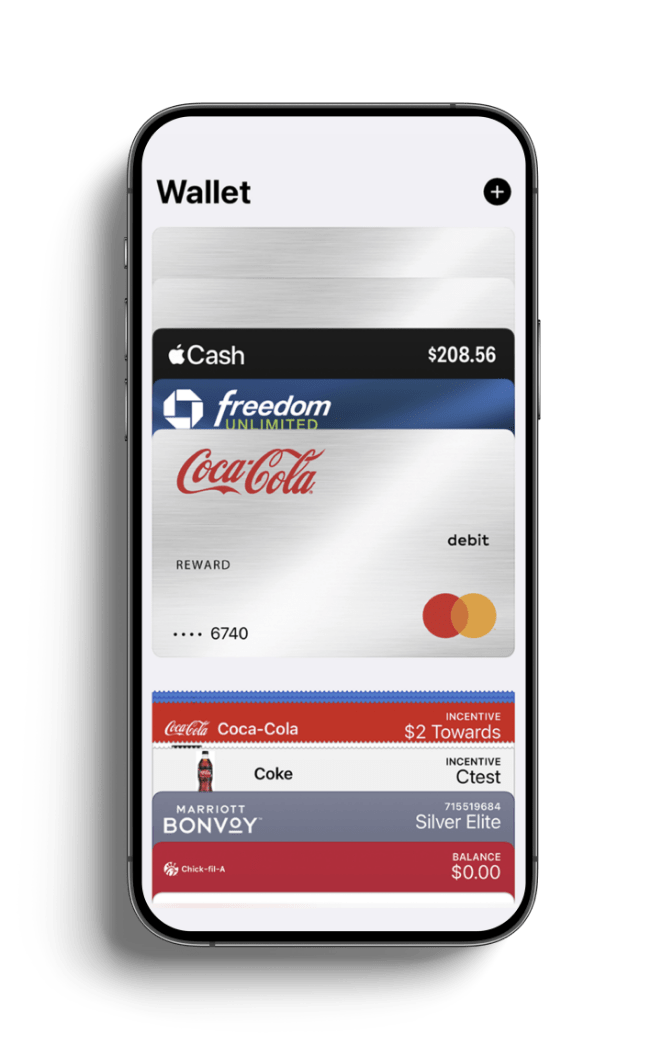 Wallet
Cash
$208.56
freedom
UNLIMITED
Coca-Cola
debit
REWARD
•••• 6740
Coca-Cola Coca-Cola
INCENTIVE
$2 Towards
Coke
INCENTIVE
Ctest
MARRIOTT
BONVOY™
715519684
Silver Elite
Chick-fil-A
BALANCE
$0.00